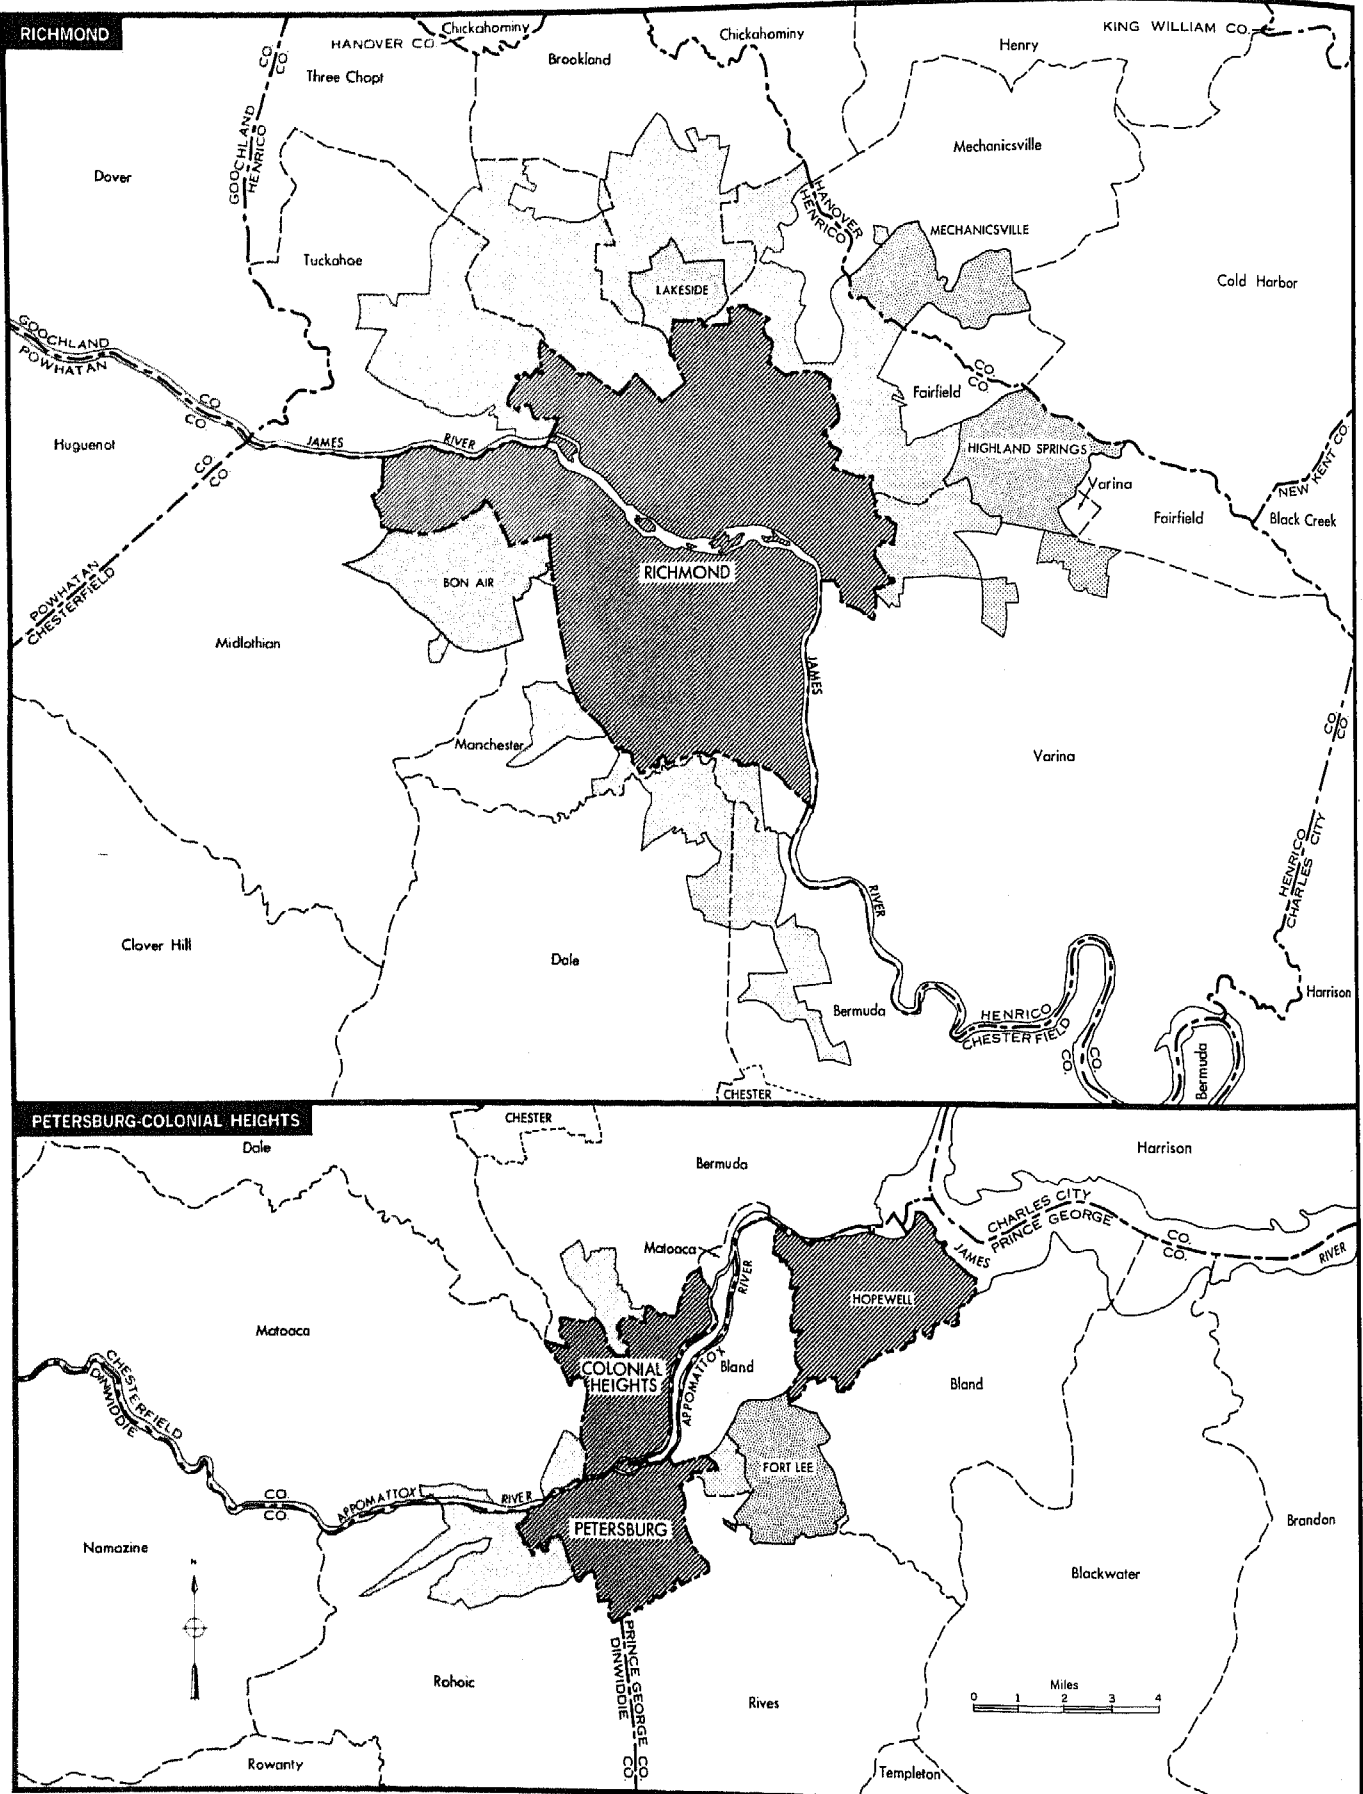 RICHMOND
Chickahominy
HANOVER CO.
Brookland
Chickahominy
Henry
KING WILLIAM CO.
CO.
CO.
Three Chopt
GOOCHLAND
HENRICO
Dover
Mechanicsville
HANOVER
HENRICO
MECHANICSVILLE
Tuckahoe
LAKESIDE
Cold Harbor
GOOCHLAND
POWHATAN
CO.
CO.
CO.
CO.
Fairfield
Huguenot
JAMES
RIVER
CO.
CO.
HIGHLAND SPRINGS
Varina
NEW KENT CO.
Fairfield
Black Creek
RICHMOND
BON AIR
POWHATAN
CHESTERFIELD
Midlothian
JAMES
Manchester
Varina
CO.
CO.
HENRICO
CHARLES CITY
RIVER
Clover Hill
Dale
Bermuda
Harrison
HENRICO
CHESTERFIELD
CO.
CO.
Bermuda
CHESTER
PETERSBURG-COLONIAL HEIGHTS
CHESTER
Dale
Bermuda
Harrison
CHARLES CITY
PRINCE GEORGE
CO.
CO.
JAMES
RIVER
Matoaca
RIVER
HOPEWELL
Matoaca
COLONIAL
HEIGHTS
APPOMATTOX
Bland
Bland
CHESTERFIELD
DINWIDDIE
FORT LEE
CO.
CO.
APPOMATTOX
RIVER
PETERSBURG
Namazine
N
Brandon
Blackwater
PRINCE GEORGE CO.
DINWIDDIE CO.
Rohoic
Rives
Miles
0 1 2 3 4
Rowanty
Templeton